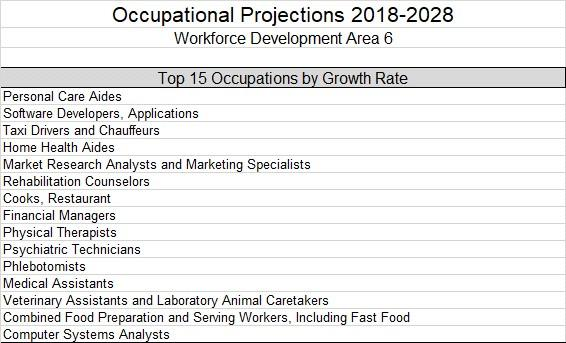 Occupational Projections 2018-2028
Workforce Development Area 6
Top 15 Occupations by Growth Rate
Personal Care Aides
Software Developers, Applications
Taxi Drivers and Chauffeurs
Home Health Aides
Market Research Analysts and Marketing Specialists
Rehabilitation Counselors
Cooks, Restaurant
Financial Managers
Physical Therapists
Psychiatric Technicians
Phlebotomists
Medical Assistants
Veterinary Assistants and Laboratory Animal Caretakers
Combined Food Preparation and Serving Workers, Including Fast Food
Computer Systems Analysts